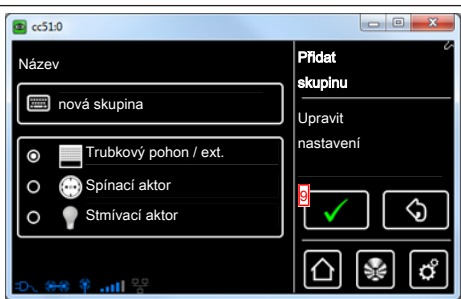 cc51:0
Název
nová skupina
Trubkový pohon / ext.
Spínací aktor
Stmívací aktor
Přidat
skupinu
Upravit
nastavení
9